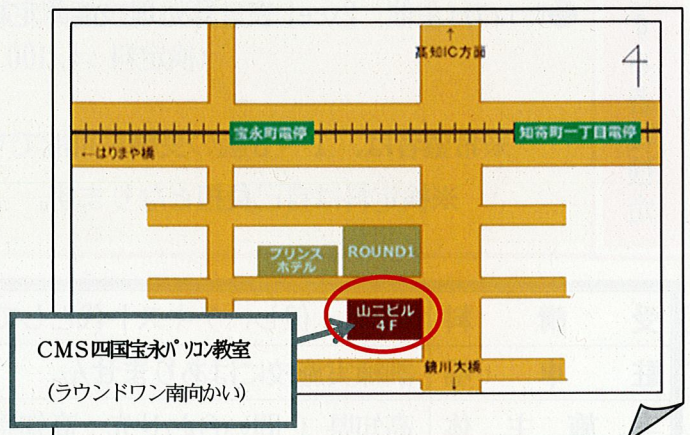 ↑
高知IC方面
4
宝永町電停
知寄町一丁目電停
←はりまや橋
プリンス
ホテル
ROUND1
山二ビル
4F
CMS四国宝永パソコン教室
(ラウンドワン南向かい)
鏡川大橋
↓